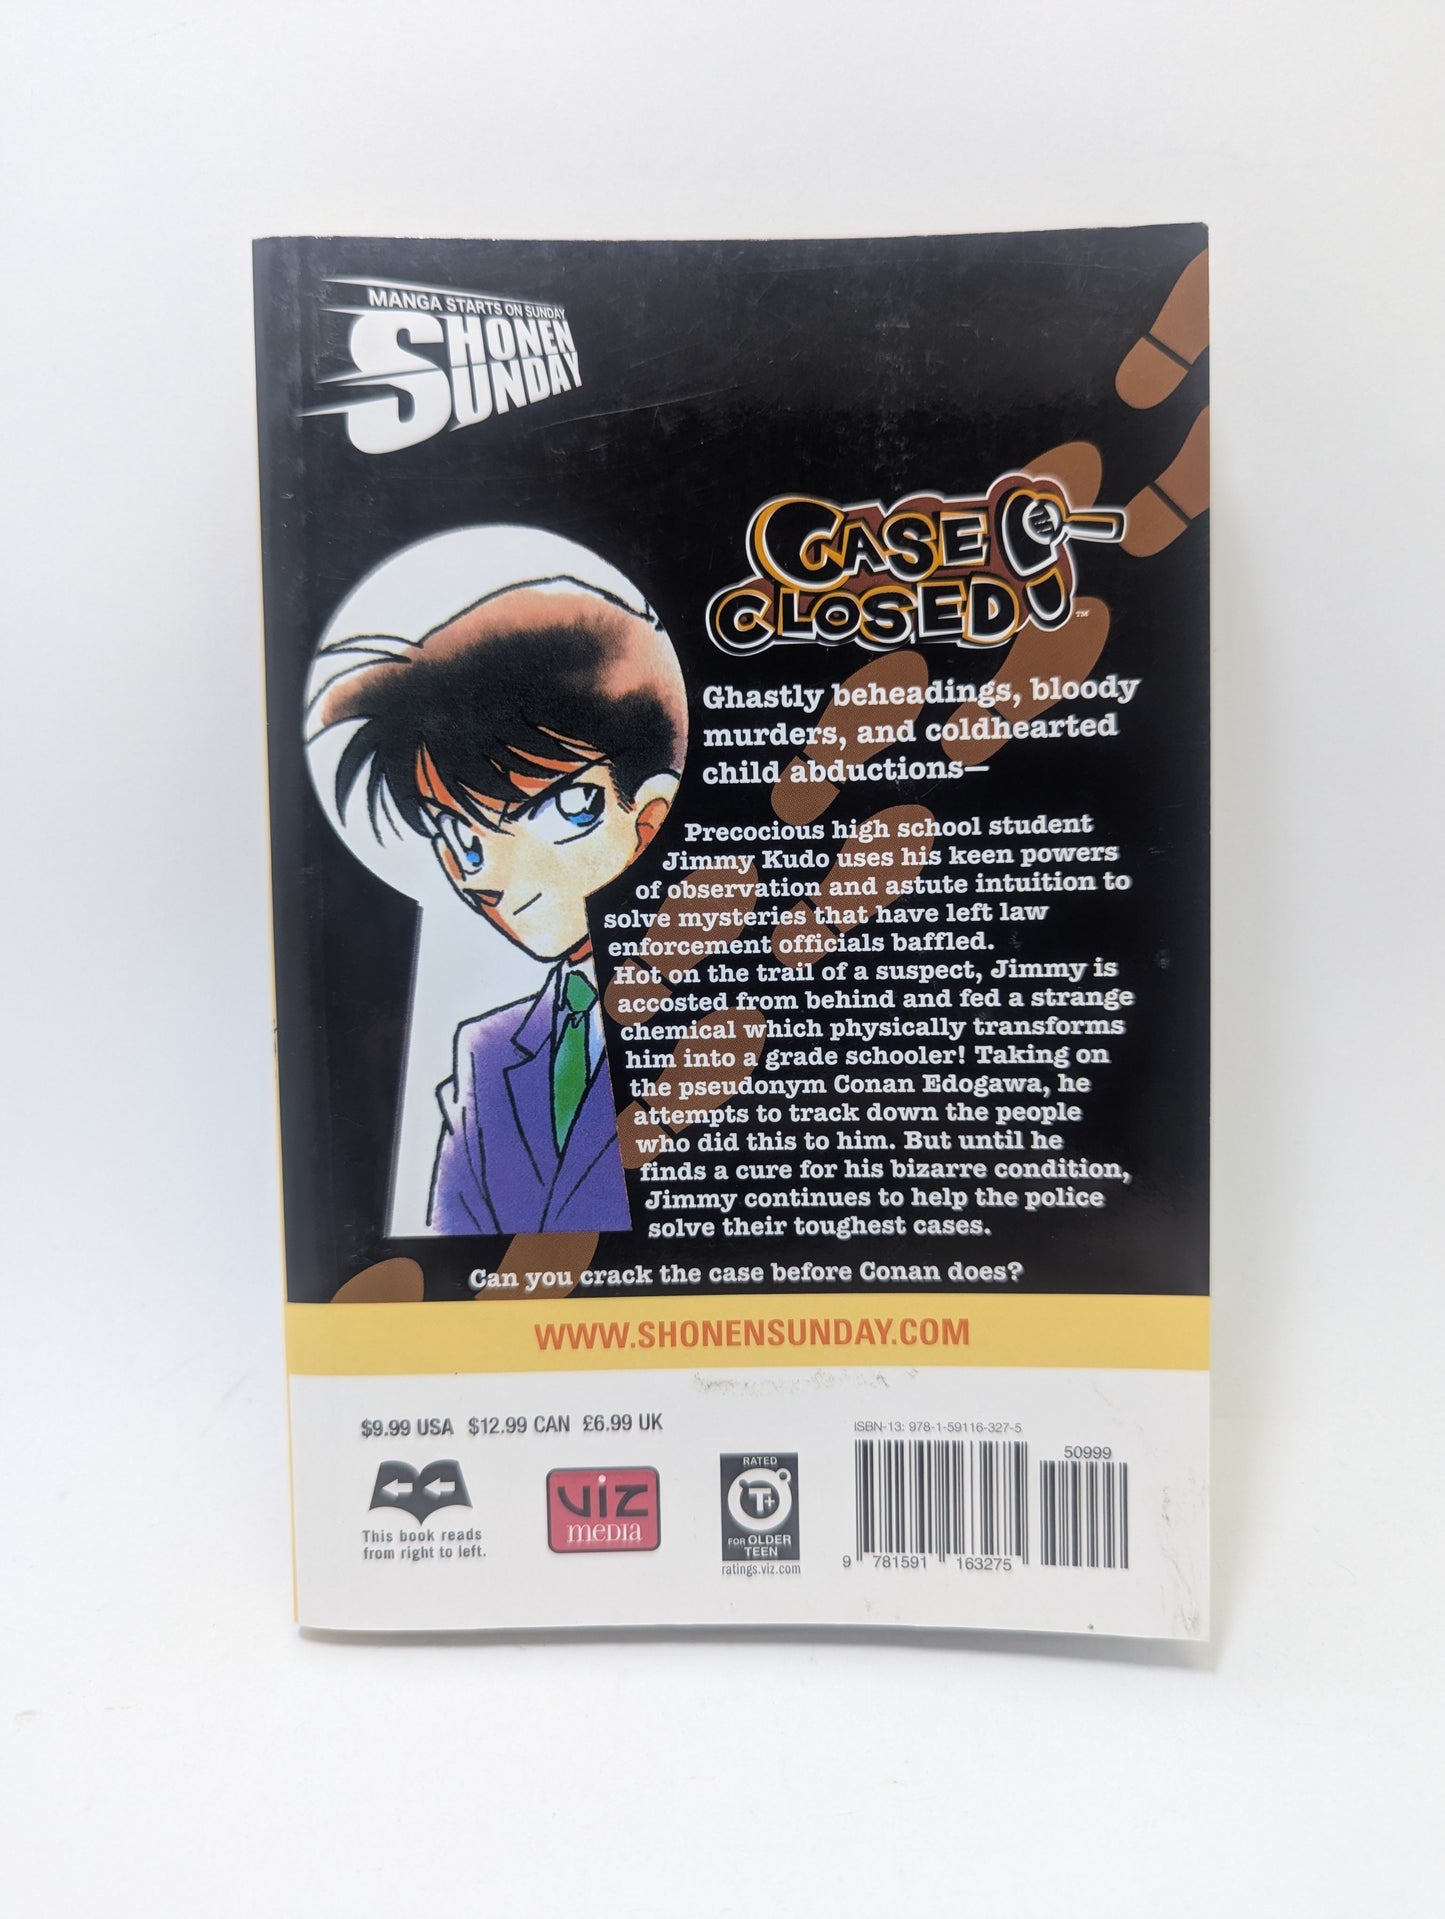 MANGA STARTS ON SUNDAY
SHONEN
SUNDAY
CASE
CLOSED
TM
Ghastly beheadings, bloody
murders, and coldhearted
child abductions—
Precocious high school student
Jimmy Kudo uses his keen powers
of observation and astute intuition to
solve mysteries that have left law
enforcement officials baffled.
Hot on the trail of a suspect, Jimmy is
accosted from behind and fed a strange
chemical which physically transforms
him into a grade schooler! Taking on
the pseudonym Conan Edogawa, he
attempts to track down the people
who did this to him. But until he
finds a cure for his bizarre condition,
Jimmy continues to help the police
solve their toughest cases.
Can you crack the case before Conan does?
WWW.SHONENSUNDAY.COM
$9.99 USA $12.99 CAN £6.99 UK
This book reads
from right to left.
VIZ
MEDIA
RATED
T+
FOR OLDER
TEEN
ratings.viz.com
ISBN-13: 978-1-59116-327-5
50999
9 781591 163275